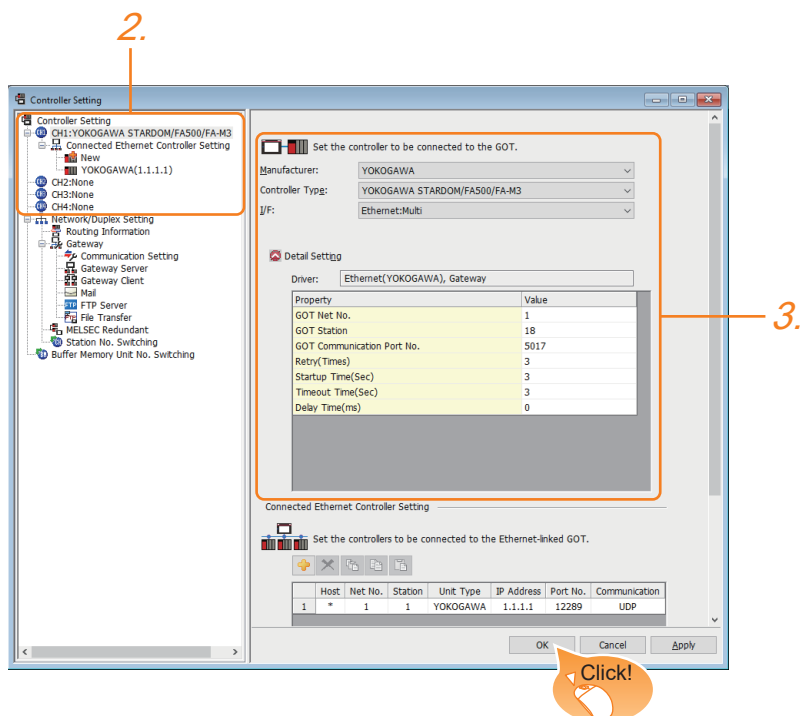 2.
Controller Setting
Controller Setting
CH1:YOKOGAWA STARDOM/FA500/FA-M3
Connected Ethernet Controller Setting
New
YOKOGAWA(1.1.1.1)
CH2:None
CH3:None
CH4:None
Network/Duplex Setting
Routing Information
Gateway
Communication Setting
Gateway Server
Gateway Client
Mail
FTP Server
File Transfer
MELSEC Redundant
Station No. Switching
Buffer Memory Unit No. Switching
Set the controller to be connected to the GOT.
Manufacturer: YOKOGAWA
Controller Type: YOKOGAWA STARDOM/FA500/FA-M3
I/F: Ethernet:Multi
Detail Setting
Driver: Ethernet(YOKOGAWA), Gateway
Property Value
GOT Net No. 1
GOT Station 18
GOT Communication Port No. 5017
Retry(Times) 3
Startup Time(Sec) 3
Timeout Time(Sec) 3
Delay Time(ms) 0
3.
Connected Ethernet Controller Setting
Set the controllers to be connected to the Ethernet-linked GOT.
Host Net No. Station Unit Type IP Address Port No. Communication
1 * 1 1 YOKOGAWA 1.1.1.1 12289 UDP
OK Cancel Apply
Click!